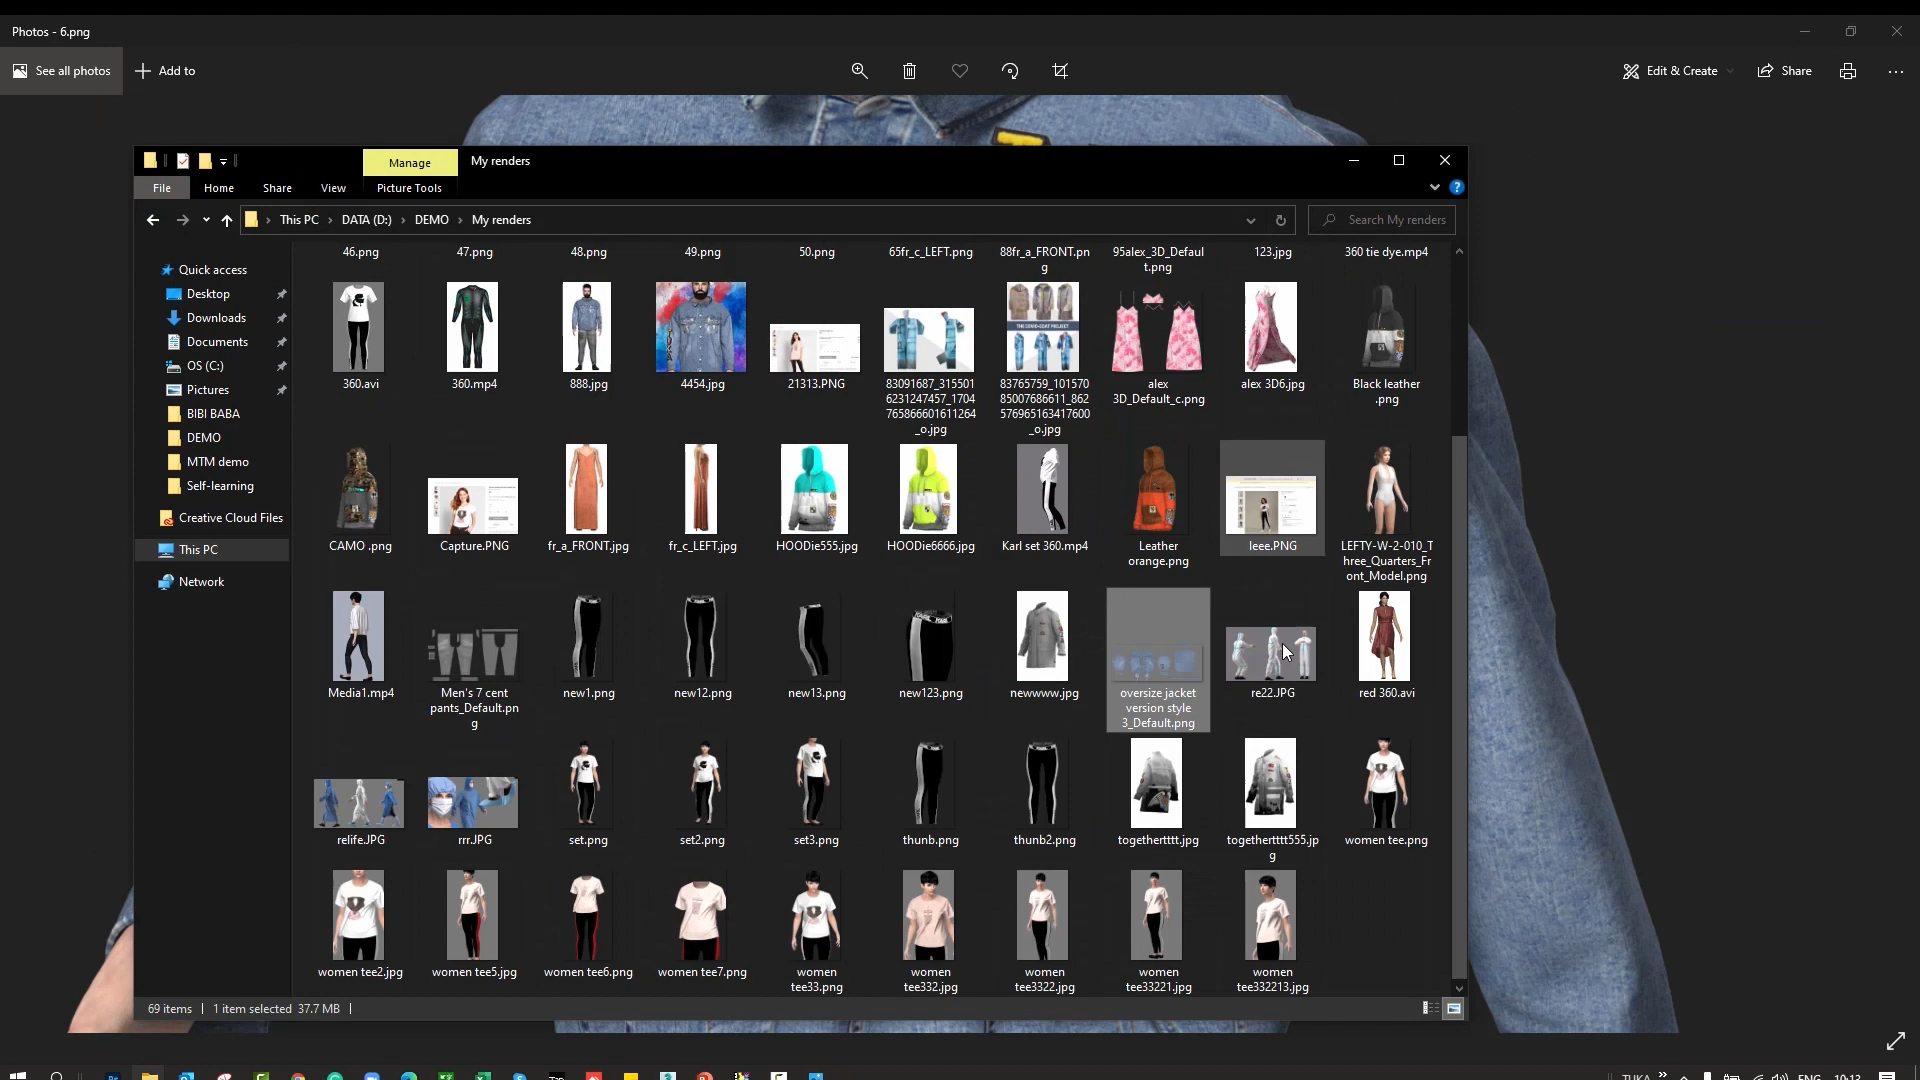 Photos - 6.png
See all photos
Add to
Edit & Create
Share
Manage
My renders
File
Home
Share
View
Picture Tools
This PC
DATA (D:)
DEMO
My renders
Search My renders
Quick access
Desktop
Downloads
Documents
OS (C:)
Pictures
BIBI BABA
DEMO
MTM demo
Self-learning
Creative Cloud Files
This PC
Network
46.png
47.png
48.png
49.png
50.png
65fr_c_LEFT.png
88fr_a_FRONT.pn
g
95alex_3D_Defaul
t.png
123.jpg
360 tie dye.mp4
360.avi
360.mp4
888.jpg
4454.jpg
21313.PNG
83091687_315501
6231247457_1704
765866601611264
_o.jpg
83765759_101570
85007686611_862
576965163417600
_o.jpg
alex
3D_Default_c.png
alex 3D6.jpg
Black leather
.png
CAMO .png
Capture.PNG
fr_a_FRONT.jpg
fr_c_LEFT.jpg
HOODie555.jpg
HOODie6666.jpg
Karl set 360.mp4
Leather
orange.png
leee.PNG
LEFTY-W-2-010_T
hree_Quarters_Fr
ont_Model.png
Media1.mp4
Men's 7 cent
pants_Default.pn
g
new1.png
new12.png
new13.png
new123.png
newwww.jpg
oversize jacket
version style
3_Default.png
re22.JPG
red 360.avi
relife.JPG
rrr.JPG
set.png
set2.png
set3.png
thunb.png
thunb2.png
togethertttt.jpg
togethertttt555.jp
g
women tee.png
women tee2.jpg
women tee5.jpg
women tee6.png
women tee7.png
women
tee33.png
women
tee332.jpg
women
tee3322.jpg
women
tee33221.jpg
women
tee332213.jpg
69 items
1 item selected 37.7 MB
TUKA
ENG
10:13